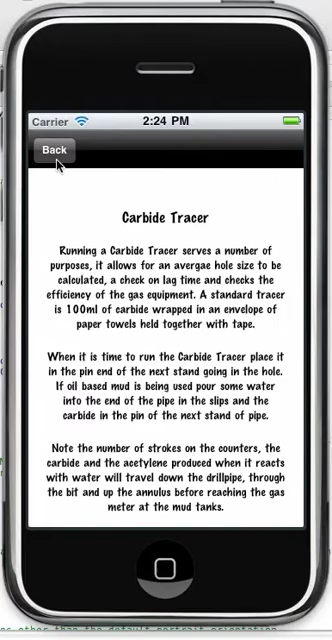 Carrier 2:24 PM
Back
Carbide Tracer
Running a Carbide Tracer serves a number of
purposes, it allows for an avergae hole size to be
calculated, a check on lag time and checks the
efficiency of the gas equipment. A standard tracer
is 100ml of carbide wrapped in an envelope of
paper towels held together with tape.
When it is time to run the Carbide Tracer place it
in the pin end of the next stand going in the hole.
If oil based mud is being used pour some water
into the end of the pipe in the slips and the
carbide in the pin of the next stand of pipe.
Note the number of strokes on the counters, the
carbide and the acetylene produced when it reacts
with water will travel down the drillpipe, through
the bit and up the annulus before reaching the gas
meter at the mud tanks.